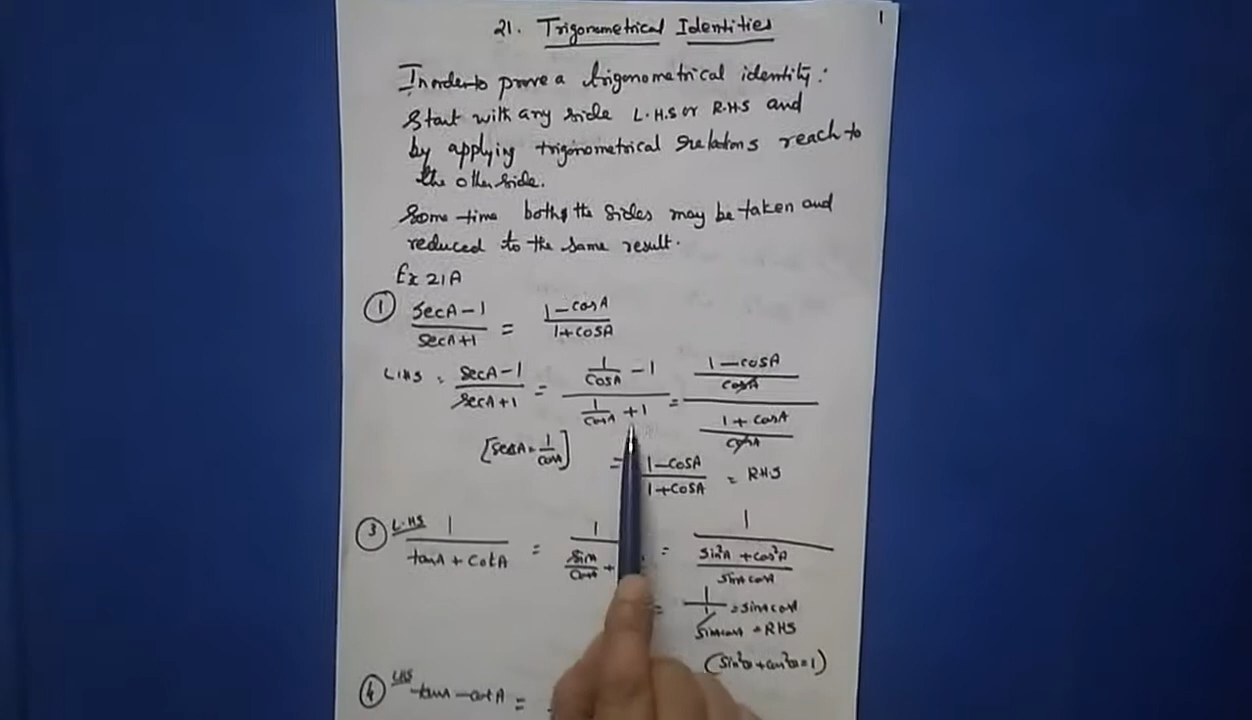 1
21. Trigonometrical Identities
In order to prove a trigonometrical identity:
Start with any side L.H.S or R.H.S and
by applying trigonometrical relations reach to
the other side.
Some time both the sides may be taken and
reduced to the same result.
Ex 21A
① (secA-1)/(secA+1) = (1-cosA)/(1+cosA)
LHS = (secA-1)/(secA+1) = (1/cosA - 1)/(1/cosA + 1) = ((1-cosA)/cosA)/((1+cosA)/cosA)
[secA = 1/cosA] = (1-cosA)/(1+cosA) = RHS
③ L.HS 1/(tanA + cotA) = 1/(sin/cosA + = 1/((sin²A + cos²A)/sinA cosA)
= 1/(1/sinAcosA) = sinA cosA
= RHS
(sin²θ+cos²θ=1)
④ LHS tanA - cotA =